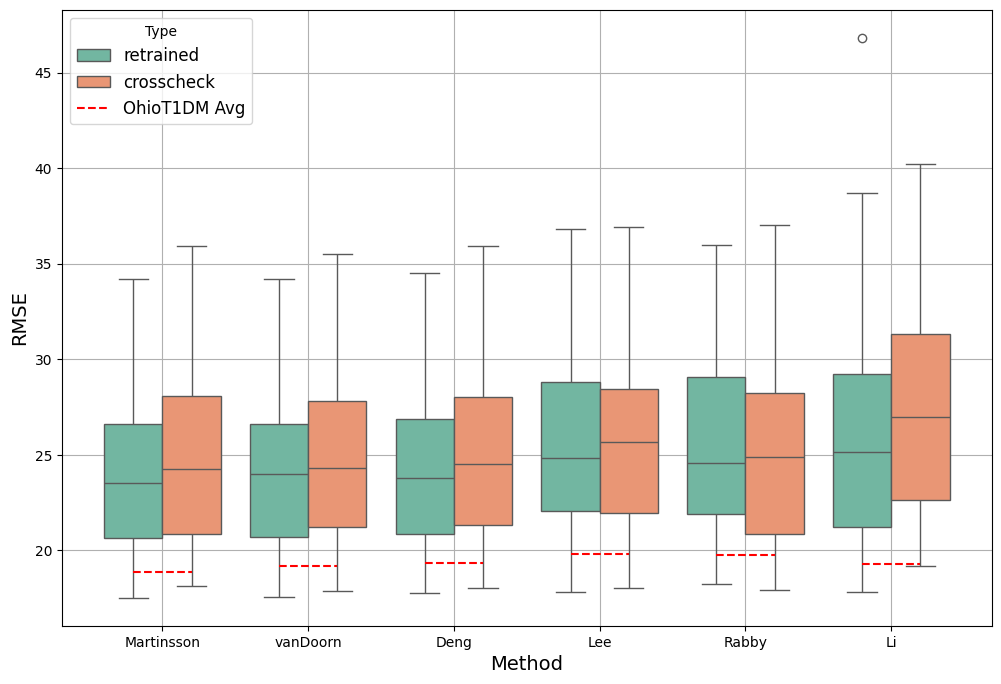 Type
retrained
crosscheck
OhioT1DM Avg
RMSE
45
40
35
30
25
20
Martinsson
vanDoorn
Deng
Lee
Rabby
Li
Method